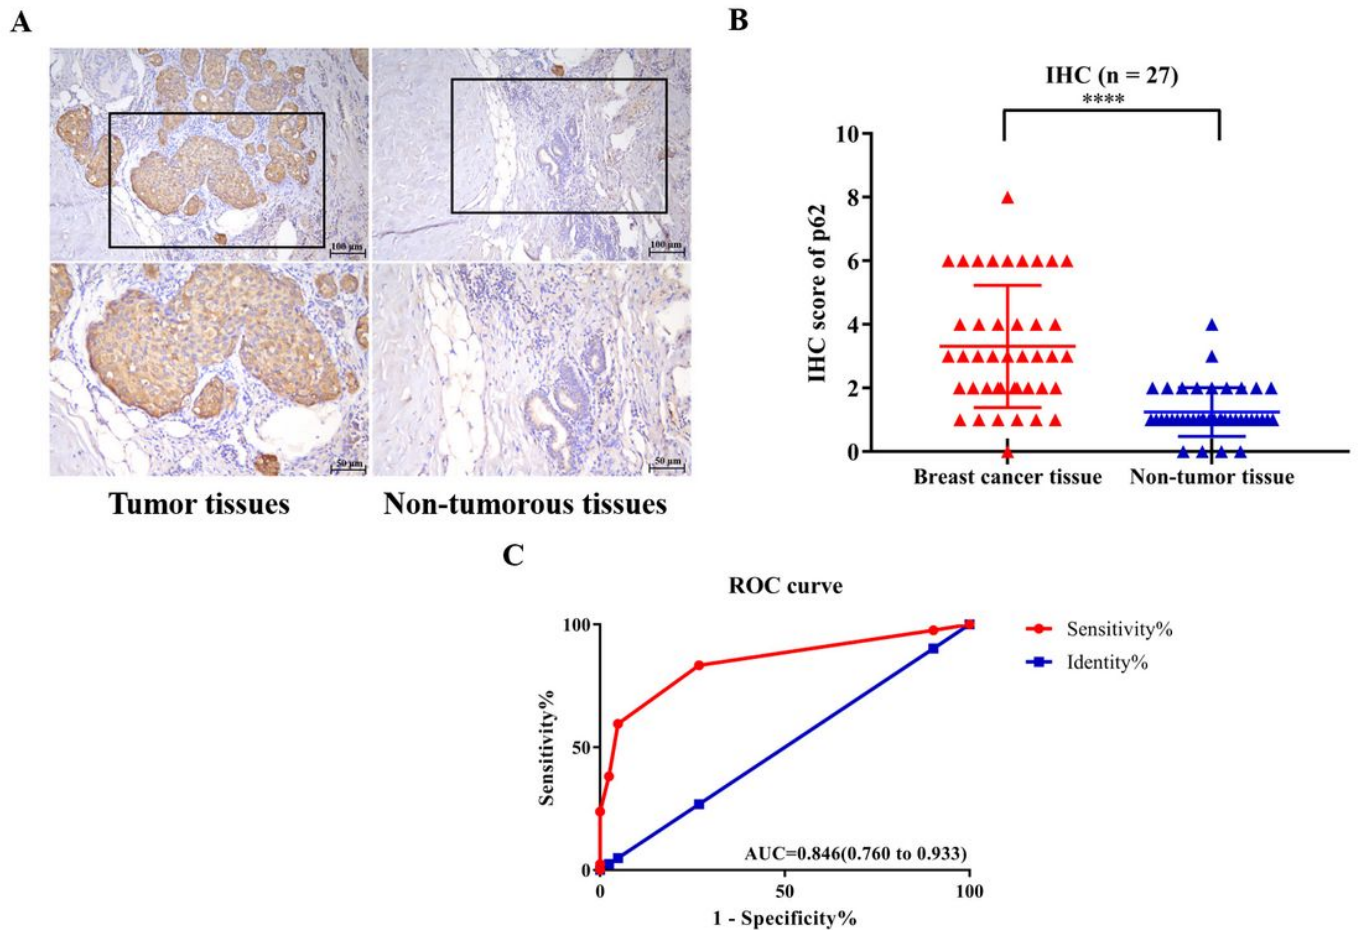 A
100 μm
100 μm
50 μm
50 μm
Tumor tissues
Non-tumorous tissues
B
IHC (n = 27)
****
IHC score of p62
10
8
6
4
2
0
Breast cancer tissue
Non-tumor tissue
C
ROC curve
Sensitivity%
100
50
0
0
50
100
1 - Specificity%
AUC=0.846(0.760 to 0.933)
Sensitivity%
Identity%